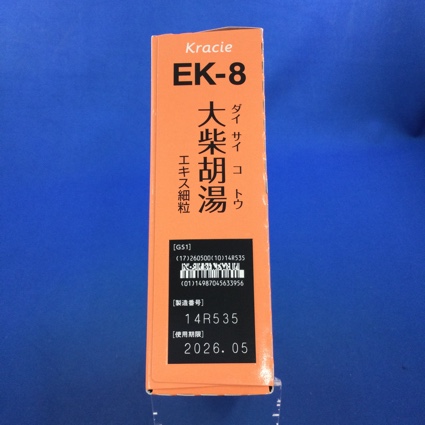 Kracie
EK-8
大柴胡湯
ダイ サイ コ トウ
エキス細粒
[GS1]
(17)260500(10)14R535
(01)14987045633956
[製造番号]
14R535
[使用期限]
2026.05